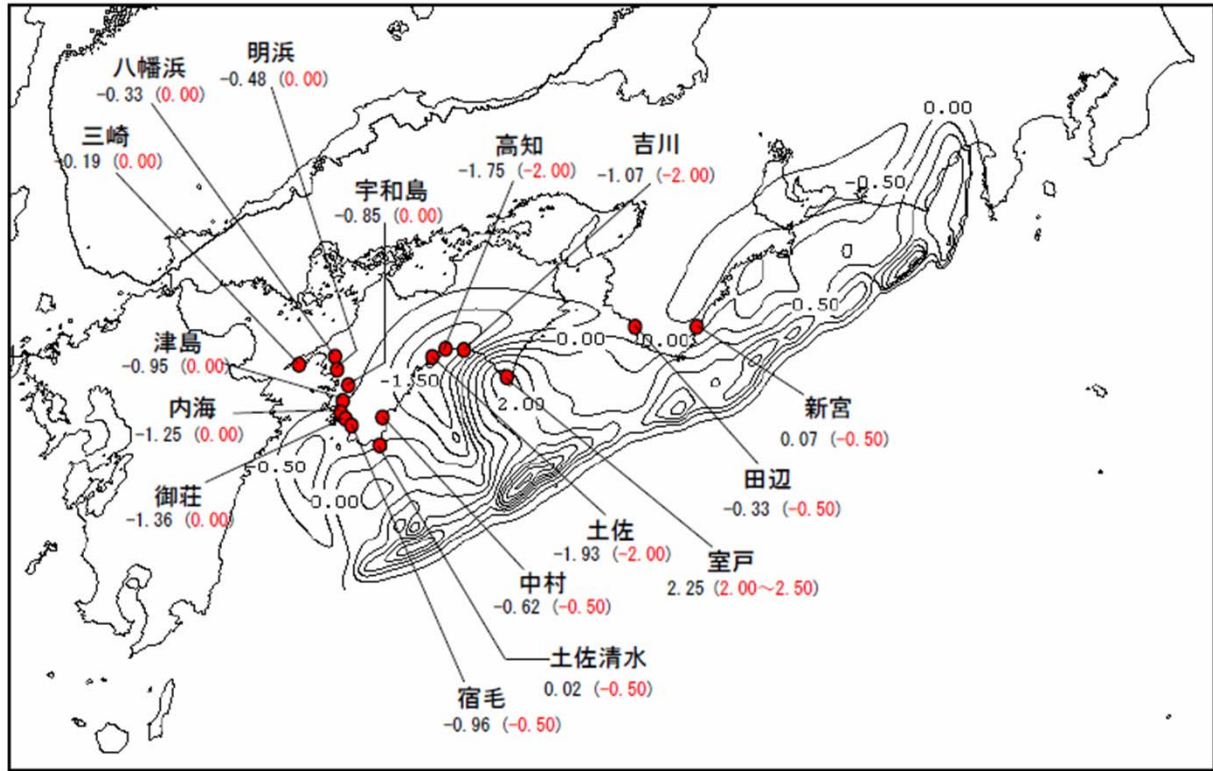 明浜
-0.48 (0.00)
八幡浜
-0.33 (0.00)
三崎
-0.19 (0.00)
高知
-1.75 (-2.00)
吉川
-1.07 (-2.00)
宇和島
-0.85 (0.00)
津島
-0.95 (0.00)
内海
-1.25 (0.00)
御荘
-1.36 (0.00)
0.00
-0.50
-0.50
-0.00
0.00
-1.50
2.00
-0.50
0.00
新宮
0.07 (-0.50)
田辺
-0.33 (-0.50)
土佐
-1.93 (-2.00)
室戸
2.25 (2.00～2.50)
中村
-0.62 (-0.50)
土佐清水
0.02 (-0.50)
宿毛
-0.96 (-0.50)